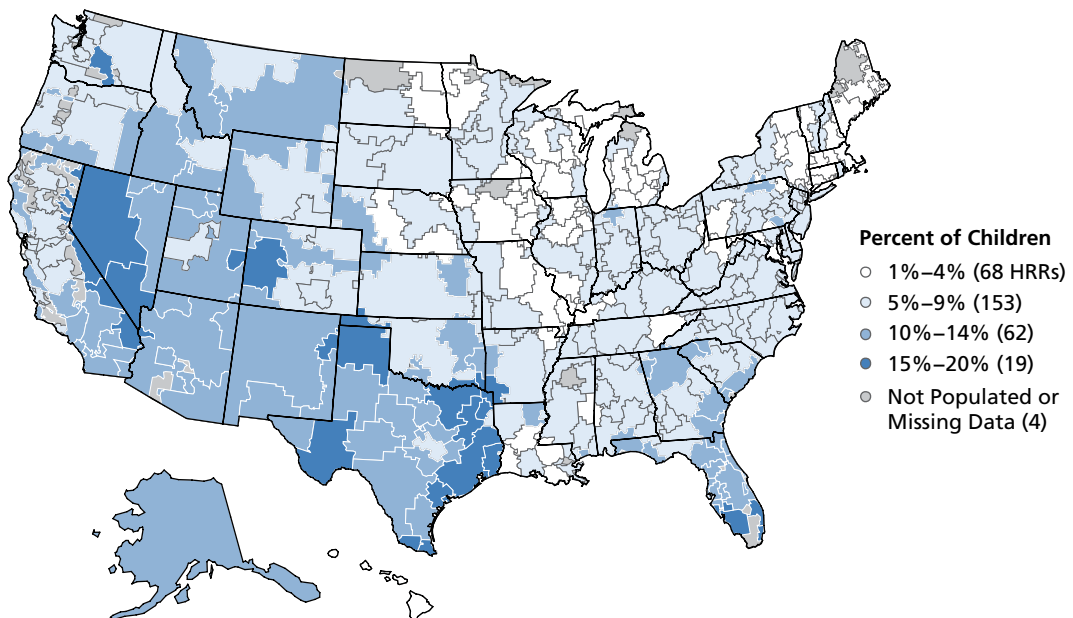 Percent of Children
1%–4% (68 HRRs)
5%–9% (153)
10%–14% (62)
15%–20% (19)
Not Populated or
Missing Data (4)